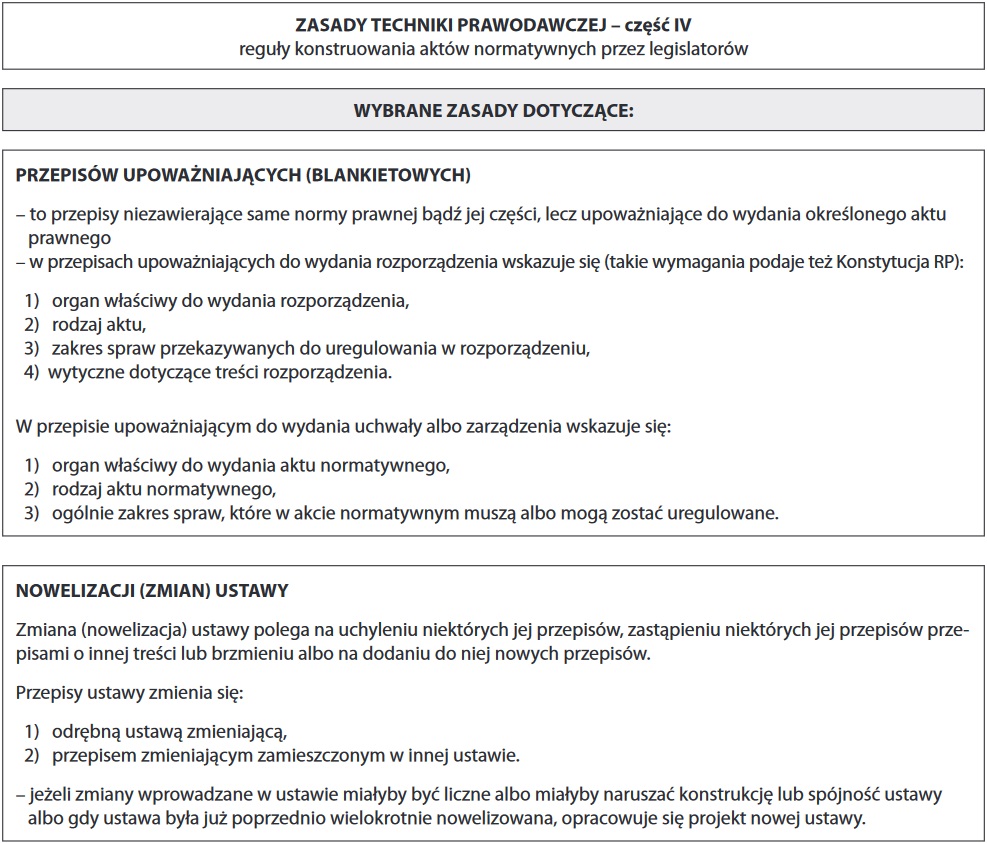 ZASADY TECHNIKI PRAWODAWCZEJ – część IV
reguły konstruowania aktów normatywnych przez legislatorów
WYBRANE ZASADY DOTYCZĄCE:
PRZEPISÓW UPOWAŻNIAJĄCYCH (BLANKIETOWYCH)
– to przepisy niezawierające same normy prawnej bądź jej części, lecz upoważniające do wydania określonego aktu
prawnego
– w przepisach upoważniających do wydania rozporządzenia wskazuje się (takie wymagania podaje też Konstytucja RP):
1) organ właściwy do wydania rozporządzenia,
2) rodzaj aktu,
3) zakres spraw przekazywanych do uregulowania w rozporządzeniu,
4) wytyczne dotyczące treści rozporządzenia.
W przepisie upoważniającym do wydania uchwały albo zarządzenia wskazuje się:
1) organ właściwy do wydania aktu normatywnego,
2) rodzaj aktu normatywnego,
3) ogólnie zakres spraw, które w akcie normatywnym muszą albo mogą zostać uregulowane.
NOWELIZACJI (ZMIAN) USTAWY
Zmiana (nowelizacja) ustawy polega na uchyleniu niektórych jej przepisów, zastąpieniu niektórych jej przepisów prze-
pisami o innej treści lub brzmieniu albo na dodaniu do niej nowych przepisów.
Przepisy ustawy zmienia się:
1) odrębną ustawą zmieniającą,
2) przepisem zmieniającym zamieszczonym w innej ustawie.
– jeżeli zmiany wprowadzane w ustawie miałyby być liczne albo miałyby naruszać konstrukcję lub spójność ustawy
albo gdy ustawa była już poprzednio wielokrotnie nowelizowana, opracowuje się projekt nowej ustawy.